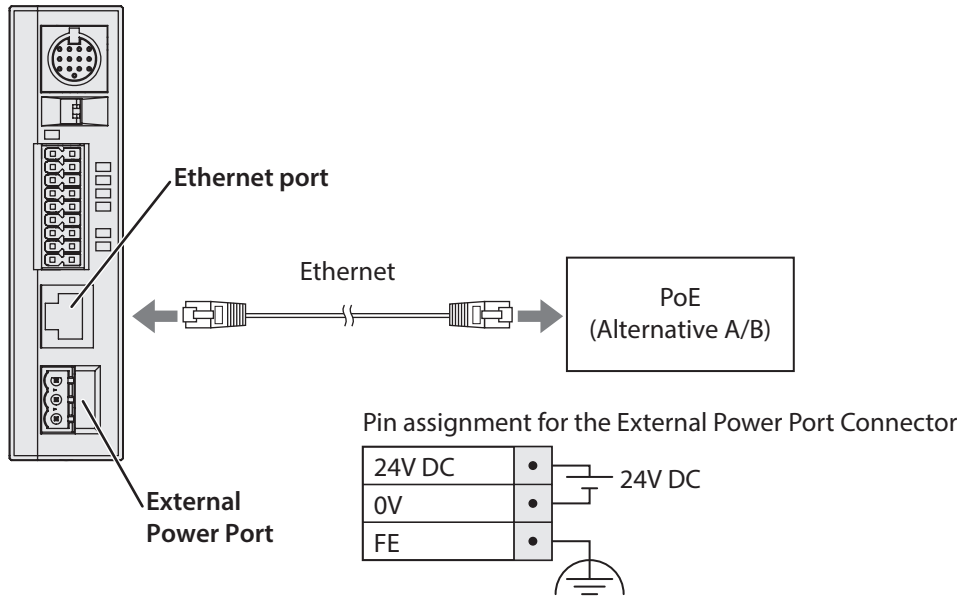 Ethernet port
Ethernet
PoE
(Alternative A/B)
Pin assignment for the External Power Port Connector
24V DC
24V DC
0V
FE
External
Power Port